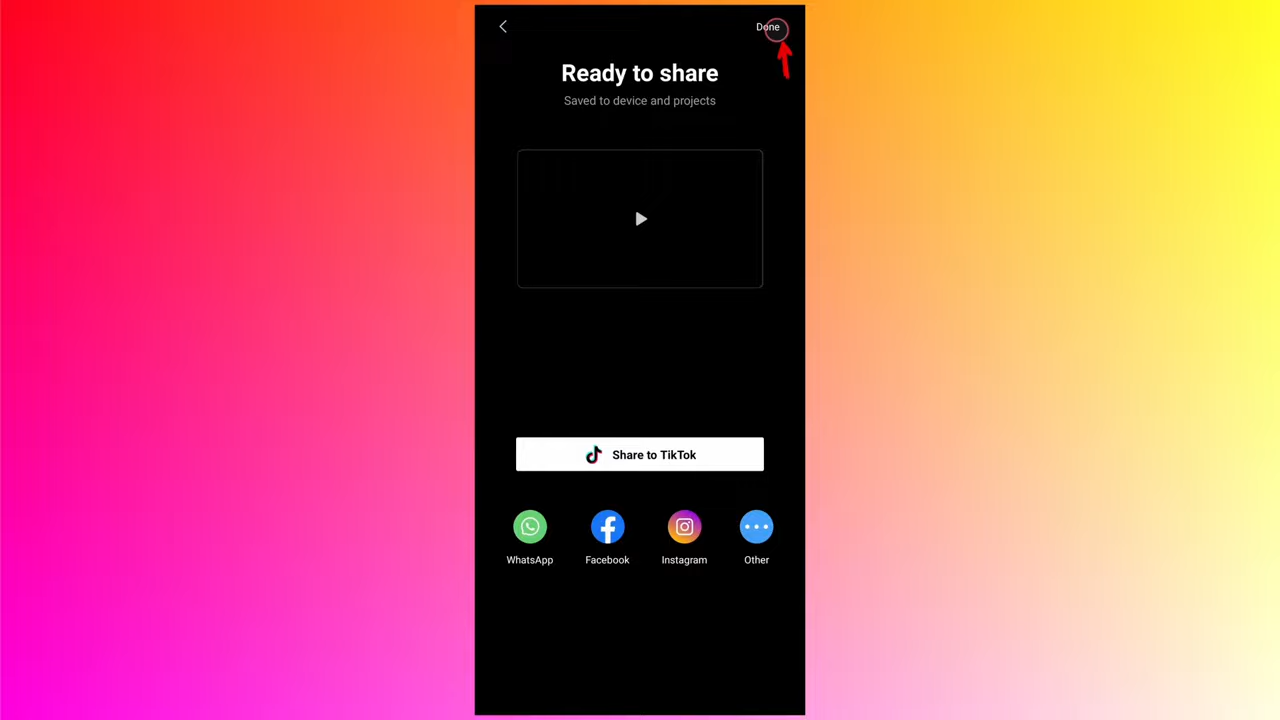 Done
Ready to share
Saved to device and projects
Share to TikTok
WhatsApp Facebook Instagram Other